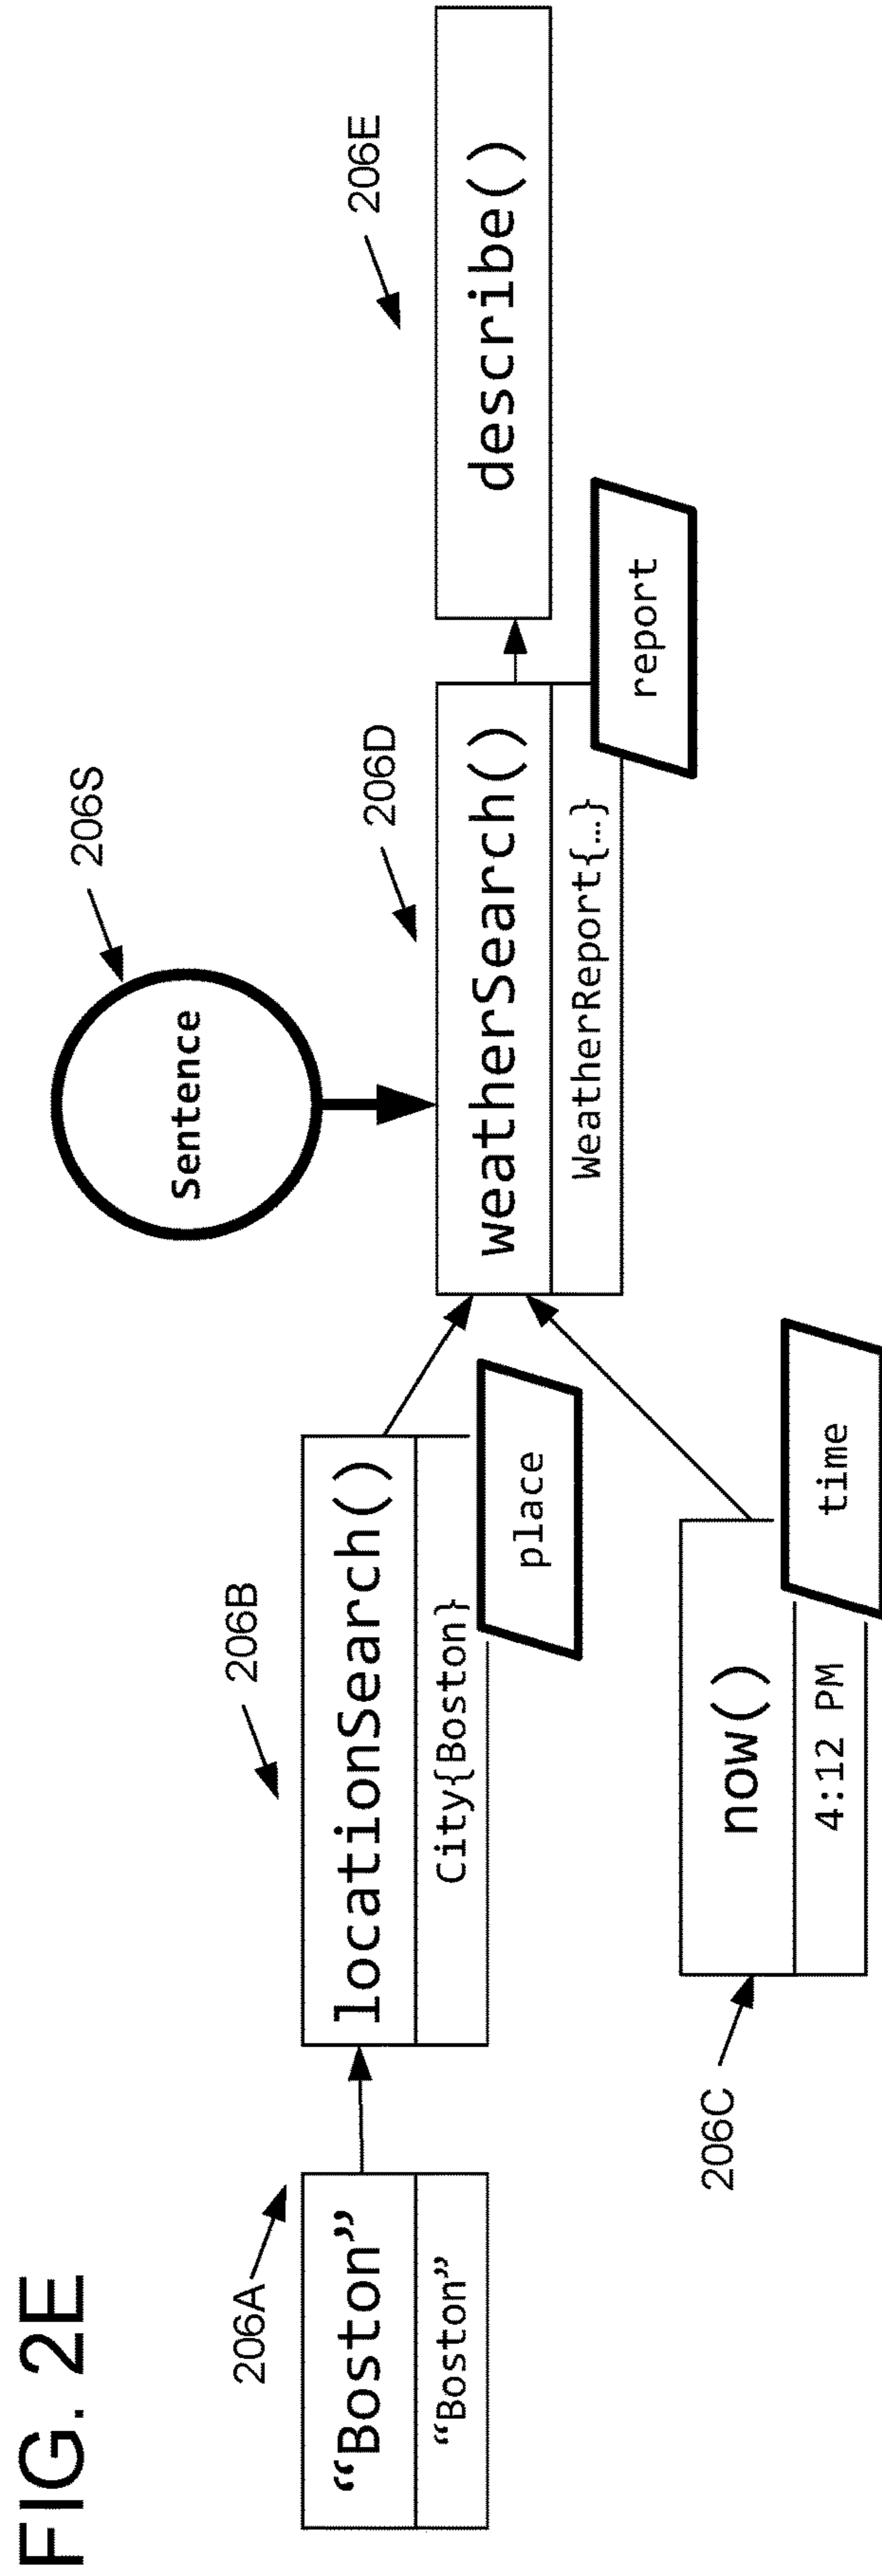 FIG. 2E
206S
Sentence
206A
“Boston”
“Boston”
206B
locationSearch()
City{Boston}
place
206C
now()
4:12 PM
time
206D
weatherSearch()
WeatherReport{…}
report
206E
describe()